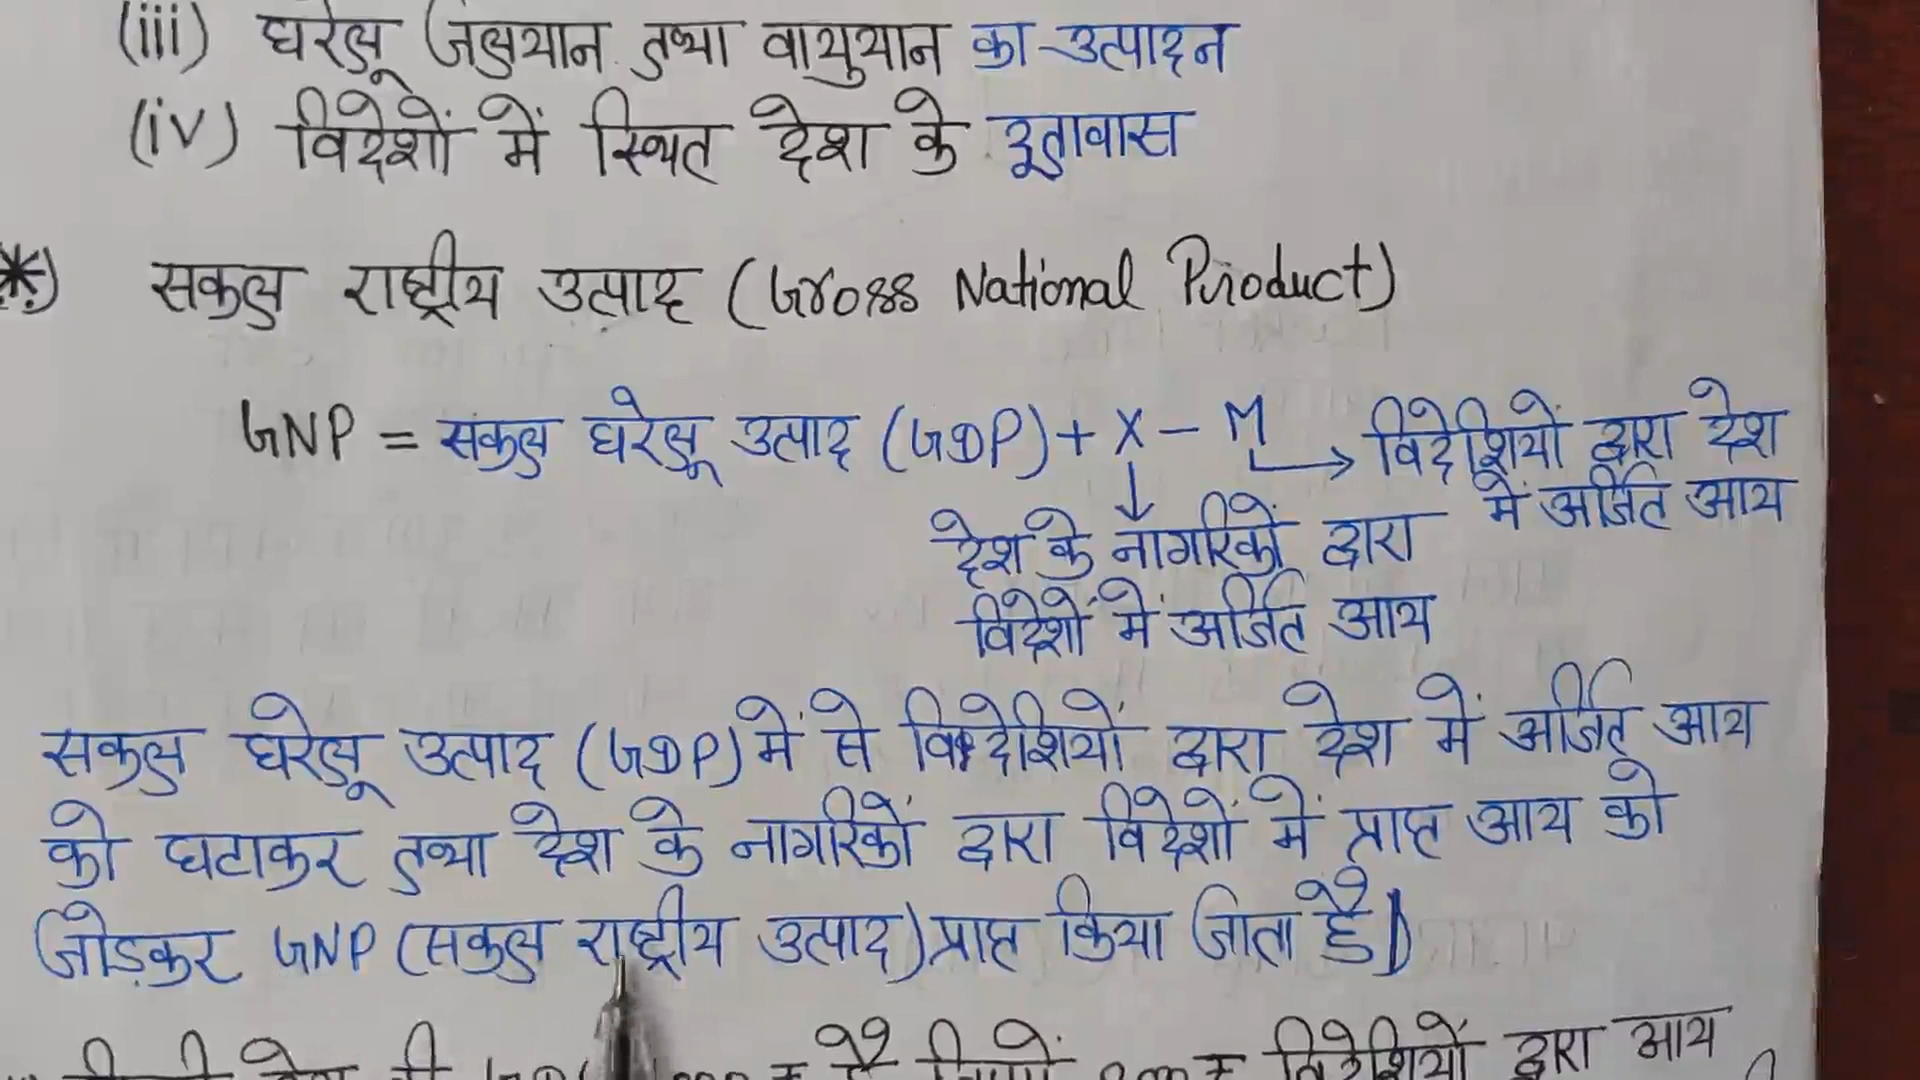 (iii) घरेलू जलयान तथा वायुयान का उत्पादन
(iv) विदेशों में स्थित देश के दूतावास
*) सकल राष्ट्रीय उत्पाद (Gross National Product)
GNP = सकल घरेलू उत्पाद (GDP) + X - M → विदेशियों द्वारा देश
में अर्जित आय
↓
देश के नागरिकों द्वारा
विदेशों में अर्जित आय
सकल घरेलू उत्पाद (GDP) में से विदेशियों द्वारा देश में अर्जित आय
को घटाकर तथा देश के नागरिकों द्वारा विदेशों में प्राप्त आय को
जोड़कर GNP (सकल राष्ट्रीय उत्पाद) प्राप्त किया जाता है।
विदेशियों द्वारा आय